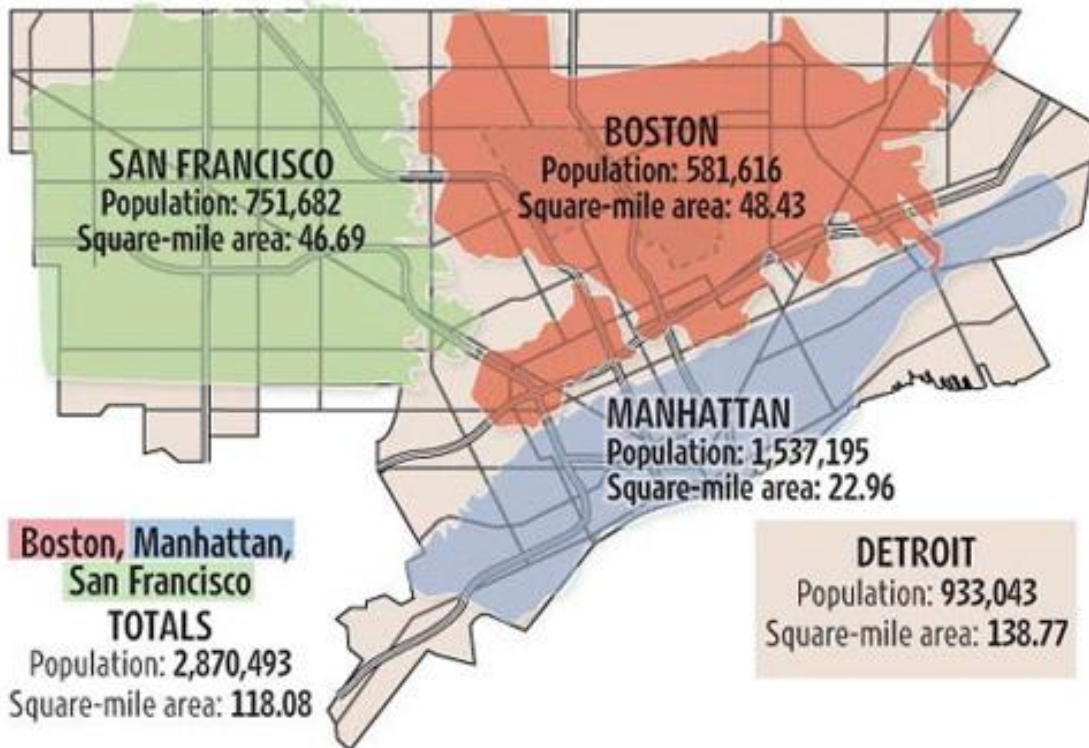 SAN FRANCISCO
Population: 751,682
Square-mile area: 46.69
BOSTON
Population: 581,616
Square-mile area: 48.43
MANHATTAN
Population: 1,537,195
Square-mile area: 22.96
Boston, Manhattan,
San Francisco
TOTALS
Population: 2,870,493
Square-mile area: 118.08
DETROIT
Population: 933,043
Square-mile area: 138.77